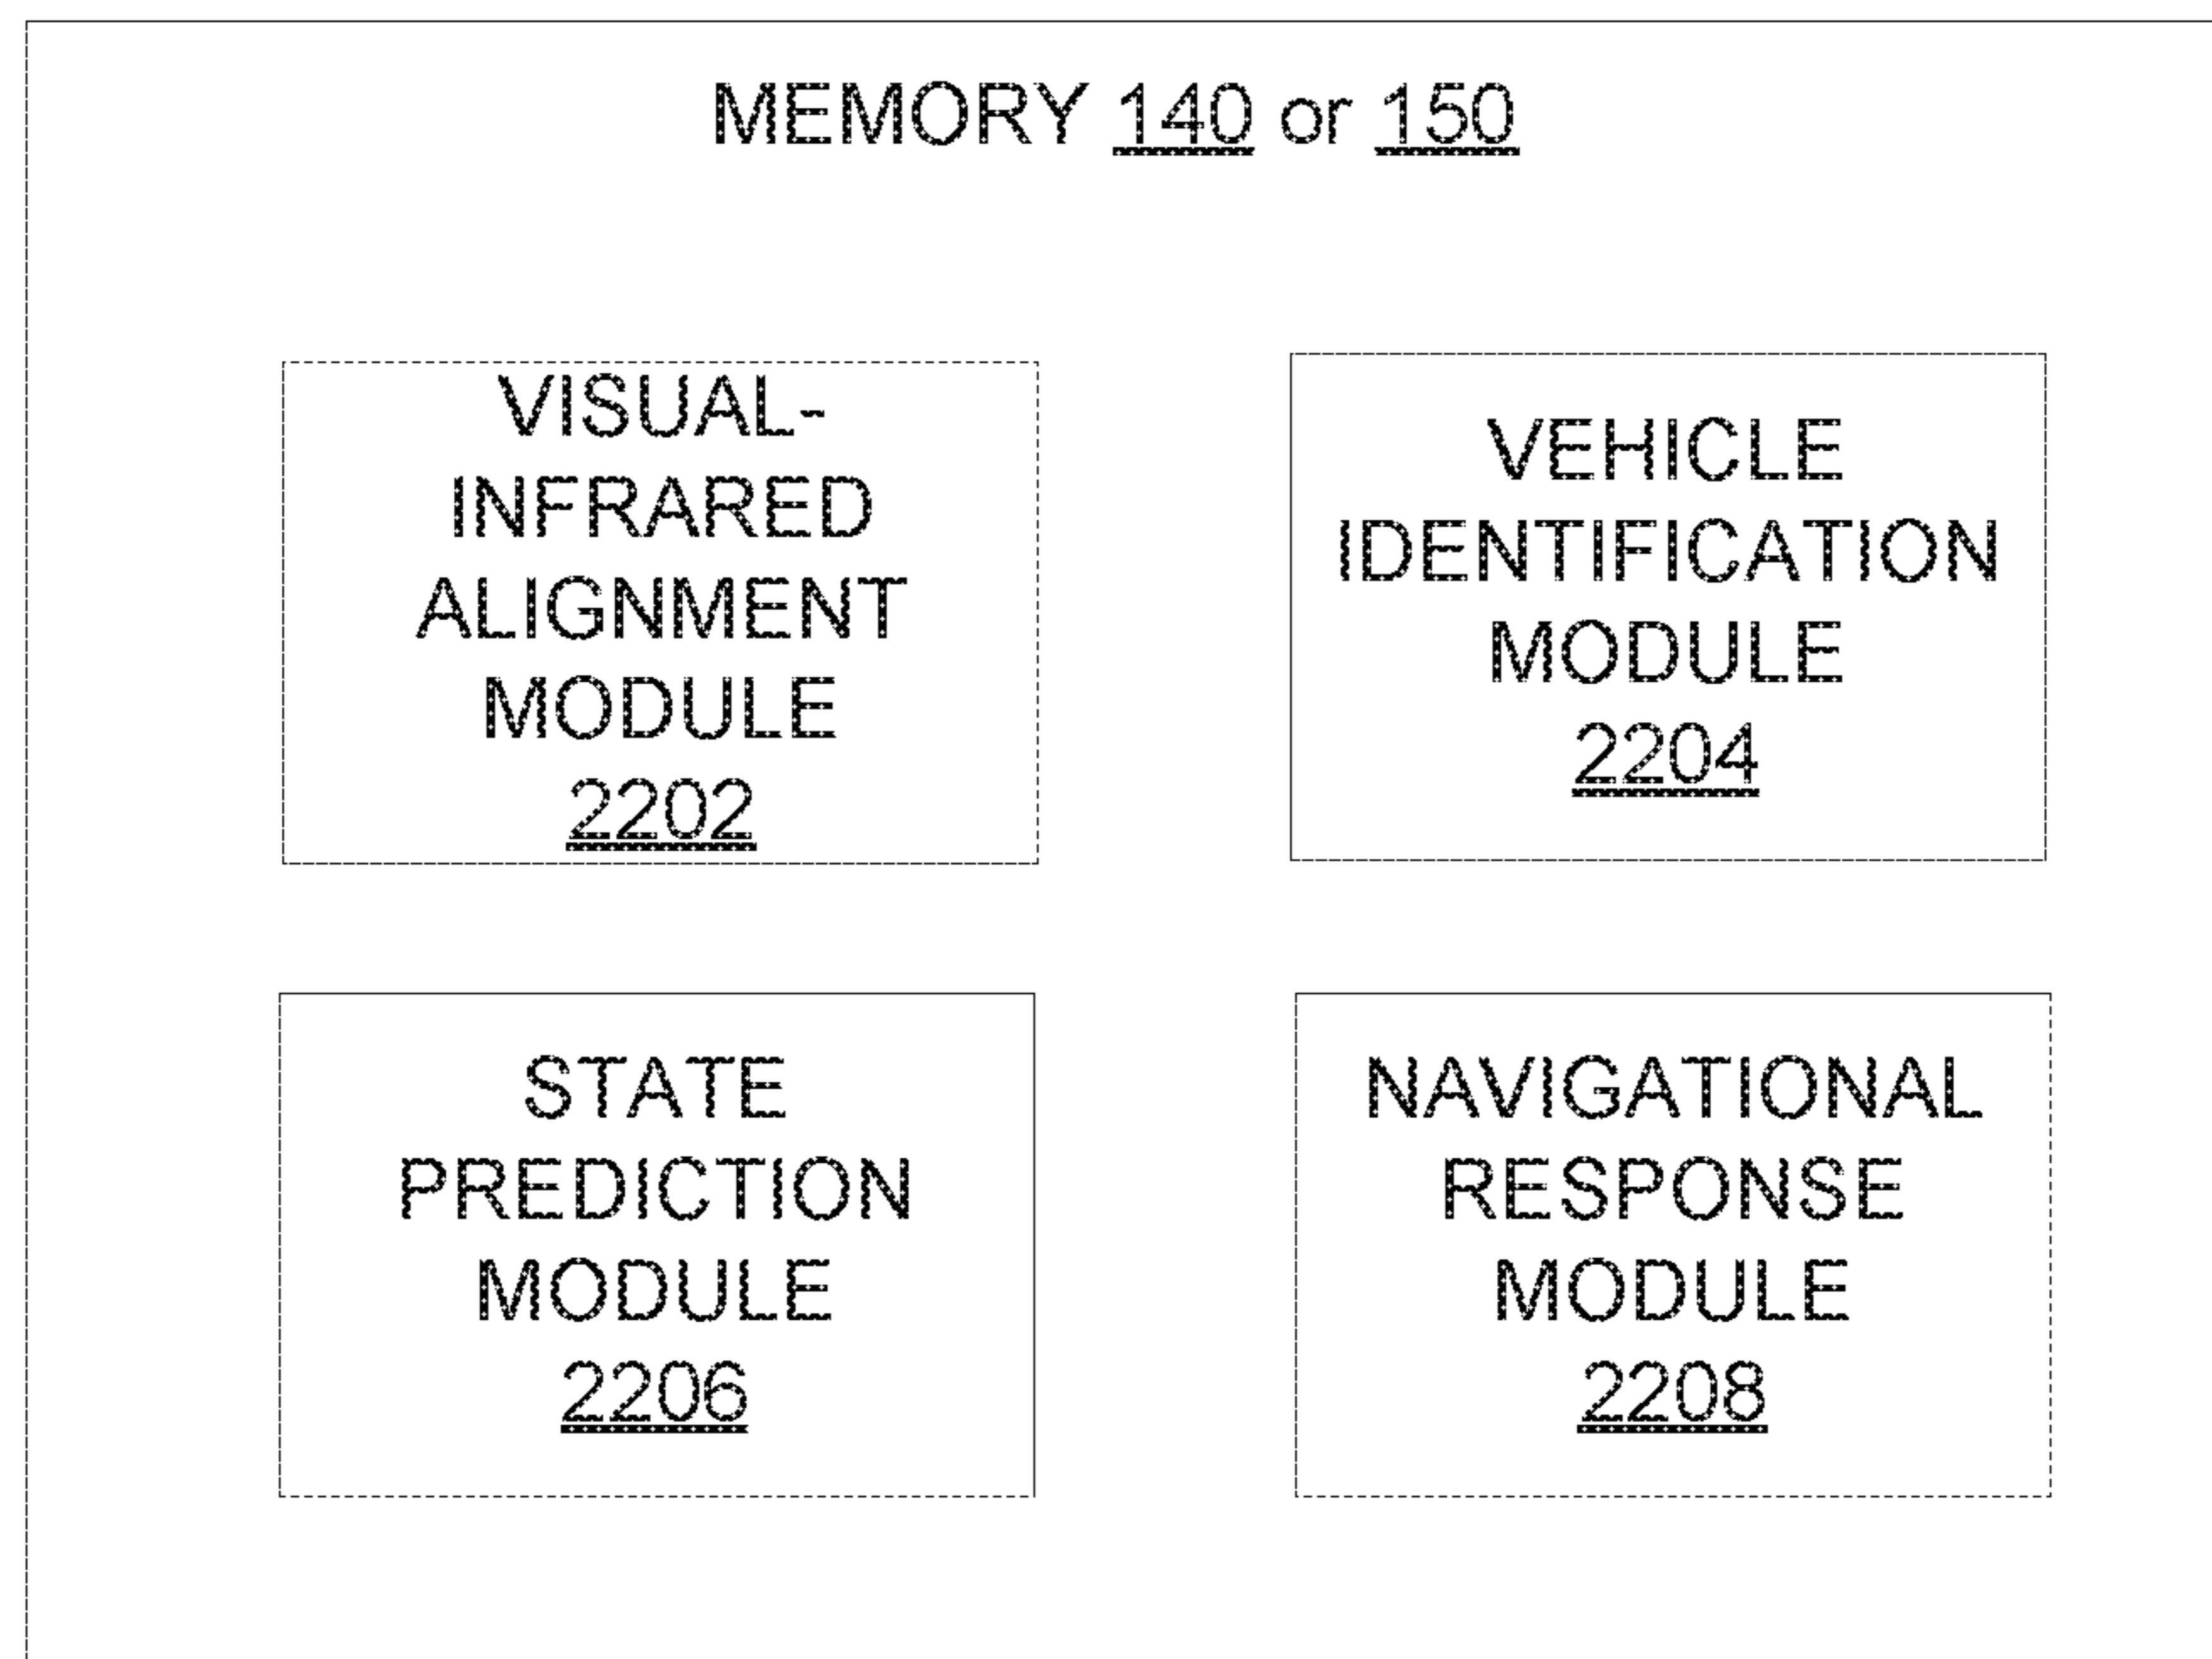 MEMORY 140 or 150
VISUAL-
INFRARED
ALIGNMENT
MODULE
2202
VEHICLE
IDENTIFICATION
MODULE
2204
STATE
PREDICTION
MODULE
2206
NAVIGATIONAL
RESPONSE
MODULE
2208